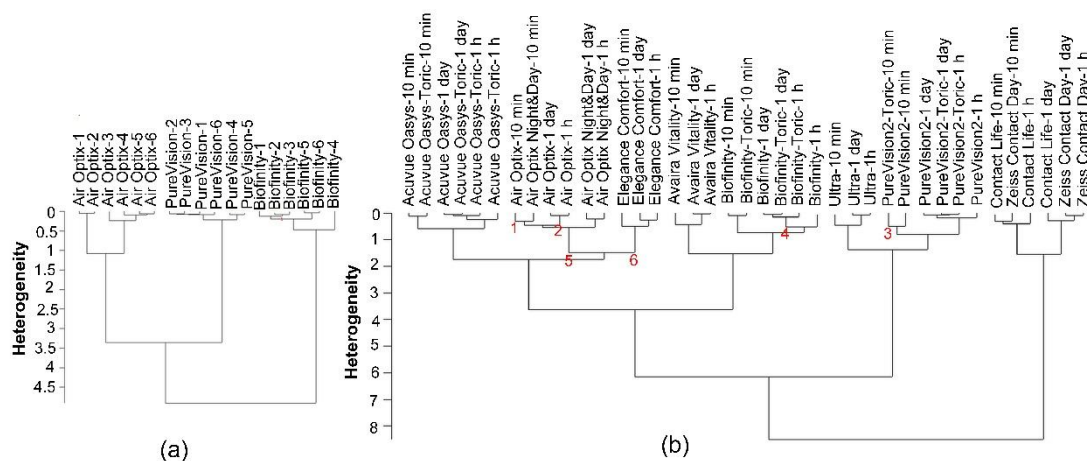 Air Optix-1
Air Optix-2
Air Optix-3
Air Optix-4
Air Optix-5
Air Optix-6
PureVision-2
PureVision-3
PureVision-1
PureVision-6
PureVision-4
PureVision-5
Biofinity-1
Biofinity-2
Biofinity-3
Biofinity-5
Biofinity-6
Biofinity-4
Heterogeneity
0
0.5
1
1.5
2
2.5
3
3.5
4
4.5
(a)
Acuvue Oasys-10 min
Acuvue Oasys-Toric-10 min
Acuvue Oasys-1 day
Acuvue Oasys-Toric-1 day
Acuvue Oasys-Toric-1 h
Acuvue Oasys-Toric-1 h
Air Optix-10 min
Air Optix Night&Day-10 min
Air Optix-1 day
Air Optix-1 h
Air Optix Night&Day-1 day
Air Optix Night&Day-1 h
Elegance Comfort-10 min
Elegance Comfort-1 day
Elegance Comfort-1 h
Avaira Vitality-10 min
Avaira Vitality-1 day
Avaira Vitality-1 h
Biofinity-10 min
Biofinity-Toric-10 min
Biofinity-1 day
Biofinity-Toric-1 day
Biofinity-Toric-1 h
Biofinity-1 h
Ultra-10 min
Ultra-1 day
Ultra-1h
PureVision2-Toric-10 min
PureVision2-10 min
PureVision2-1 day
PureVision2-Toric-1 day
PureVision2-Toric-1 h
PureVision2-1 h
Contact Life-10 min
Zeiss Contact Day-10 min
Contact Life-1 h
Contact Life-1 day
Zeiss Contact Day-1 day
Zeiss Contact Day-1 h
Heterogeneity
0
1
2
3
4
5
6
7
8
1
2
3
4
5
6
(b)